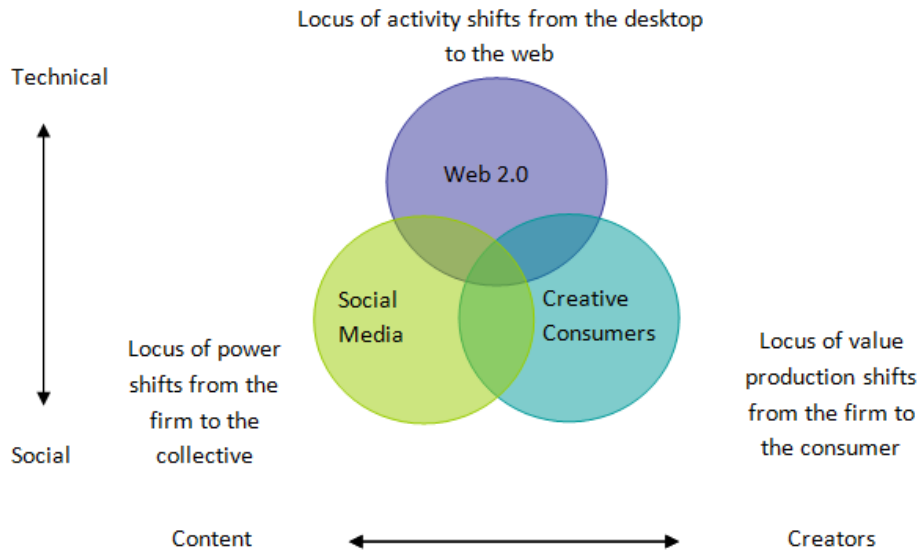 Locus of activity shifts from the desktop
to the web
Technical
Web 2.0
Social
Media
Creative
Consumers
Locus of power
shifts from the
firm to the
collective
Locus of value
production shifts
from the firm to
the consumer
Social
Content
Creators